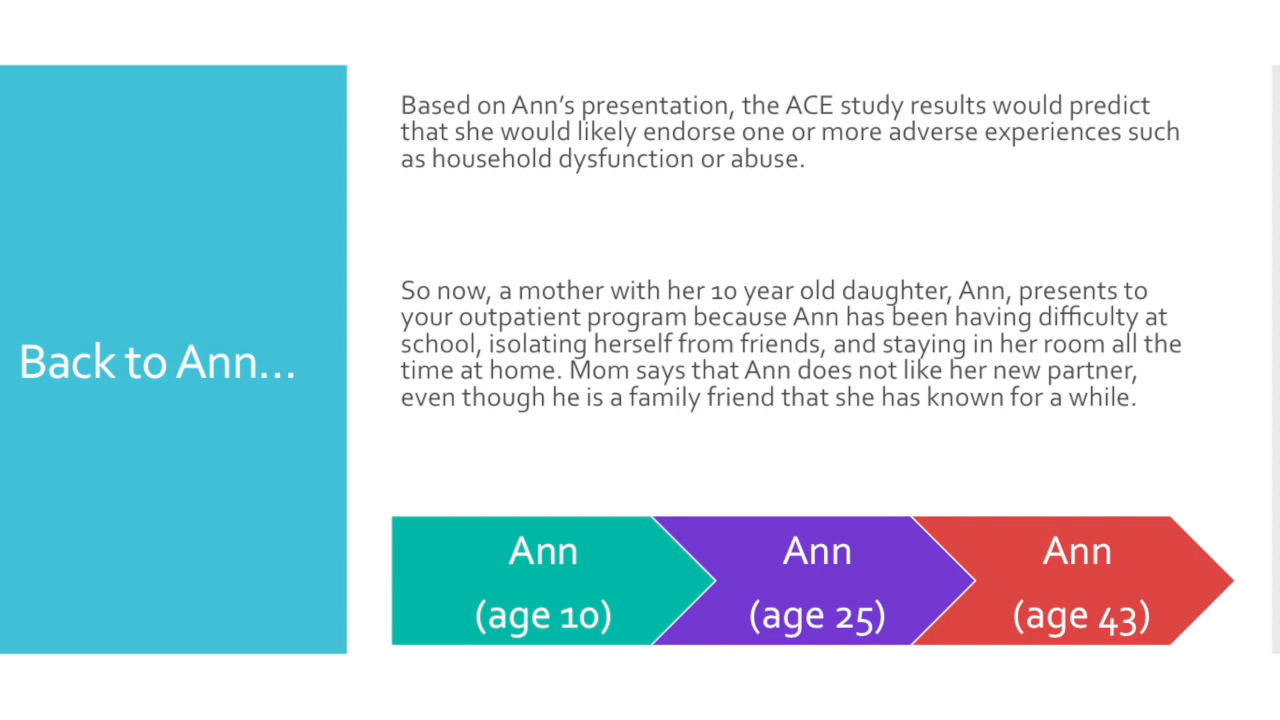 Back to Ann...
Based on Ann's presentation, the ACE study results would predict
that she would likely endorse one or more adverse experiences such
as household dysfunction or abuse.
So now, a mother with her 10 year old daughter, Ann, presents to
your outpatient program because Ann has been having difficulty at
school, isolating herself from friends, and staying in her room all the
time at home. Mom says that Ann does not like her new partner,
even though he is a family friend that she has known for a while.
Ann
(age 10)
Ann
(age 25)
Ann
(age 43)